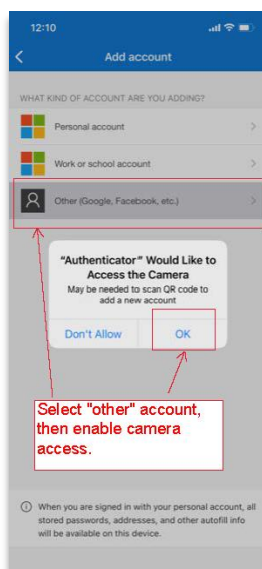 12:10
Add account
WHAT KIND OF ACCOUNT ARE YOU ADDING?
Personal account
Work or school account
Other (Google, Facebook, etc.)
"Authenticator" Would Like to
Access the Camera
May be needed to scan QR code to
add a new account
Don't Allow OK
Select "other" account,
then enable camera
access.
When you are signed in with your personal account, all
stored passwords, addresses, and other autofill info
will be available on this device.